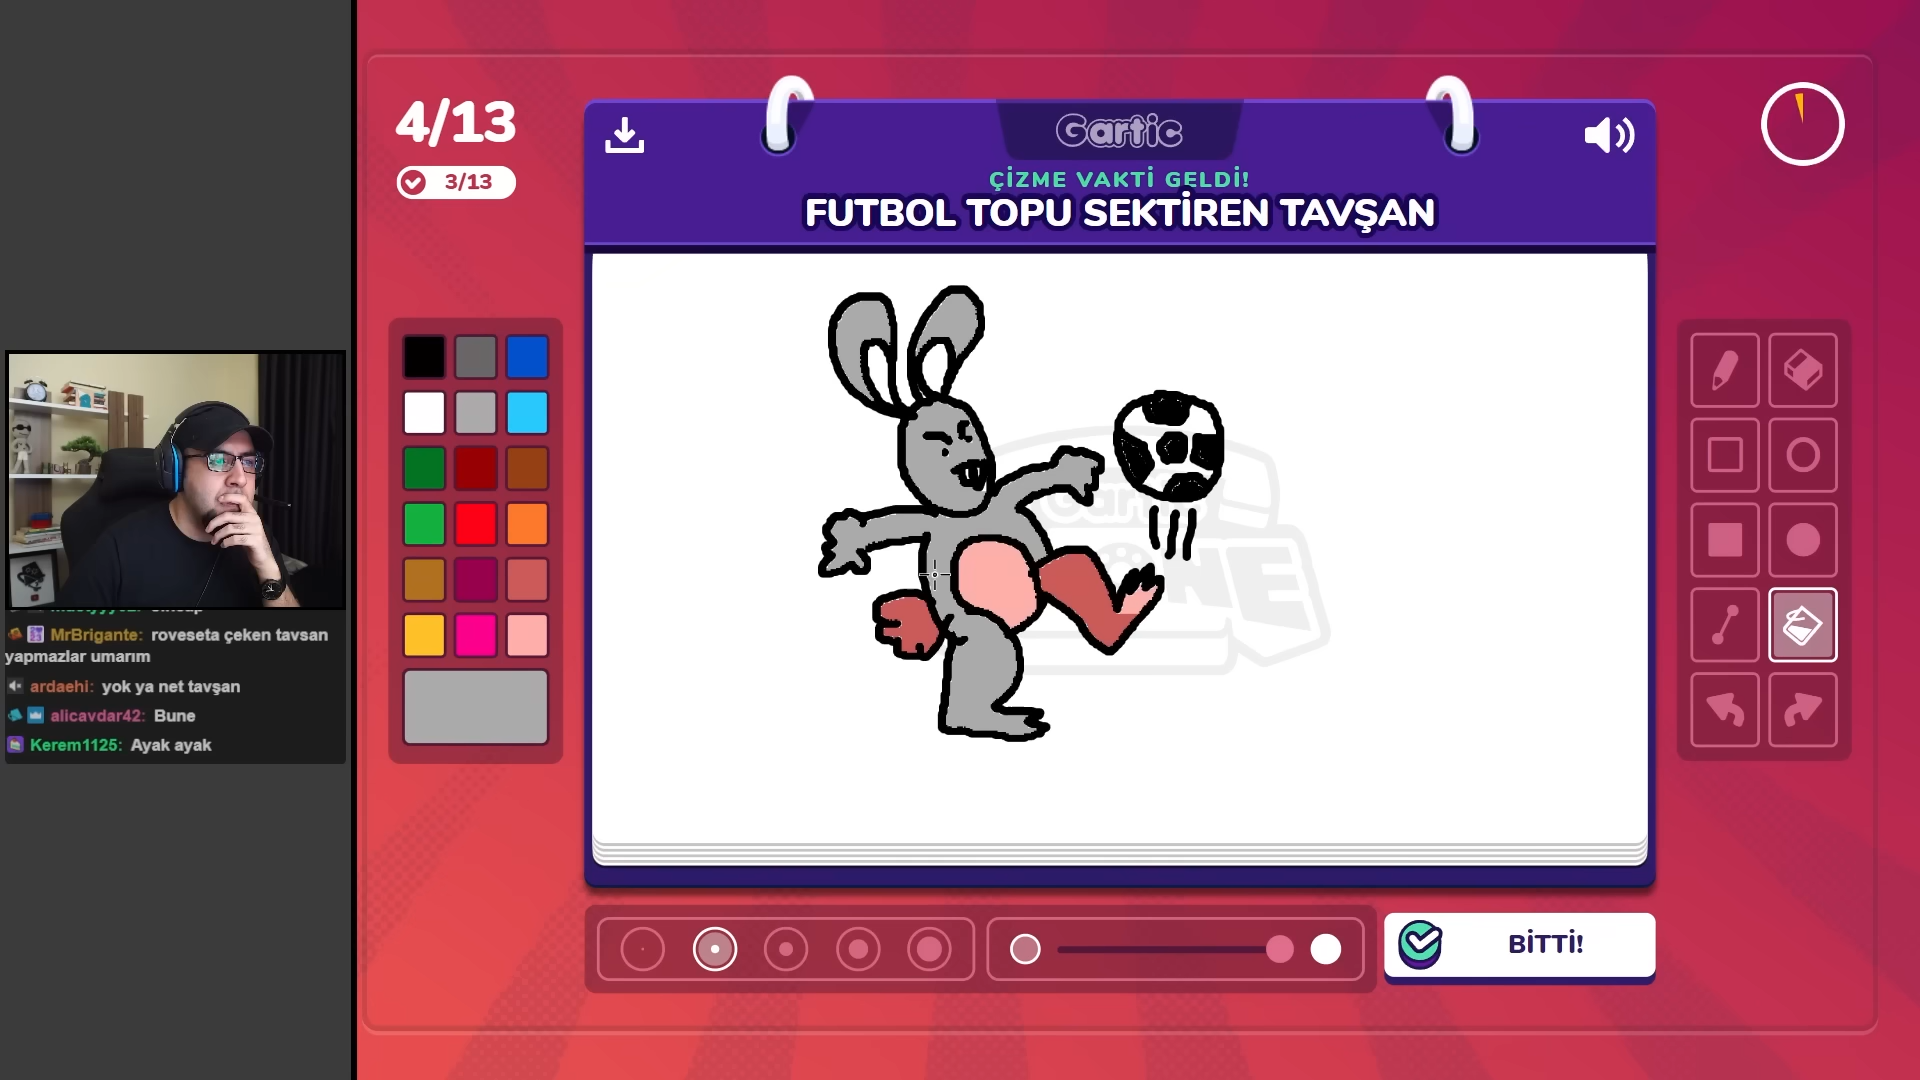 4/13
3/13
Gartic
ÇİZME VAKTİ GELDİ!
FUTBOL TOPU SEKTİREN TAVŞAN
MrBrigante: roveseta çeken tavsan
yapmazlar umarım
ardaehi: yok ya net tavşan
alicavdar42: Bune
Kerem1125: Ayak ayak
BİTTİ!